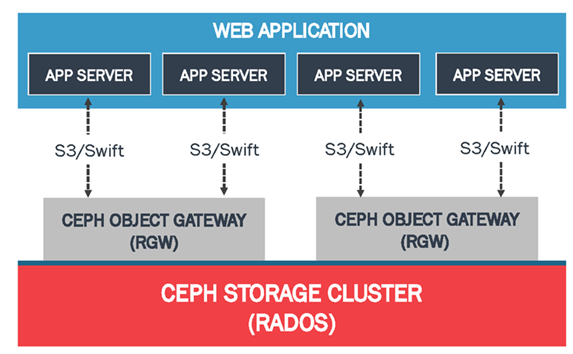 WEB APPLICATION
APP SERVER APP SERVER APP SERVER APP SERVER
S3/Swift S3/Swift S3/Swift S3/Swift
CEPH OBJECT GATEWAY CEPH OBJECT GATEWAY
(RGW) (RGW)
CEPH STORAGE CLUSTER
(RADOS)